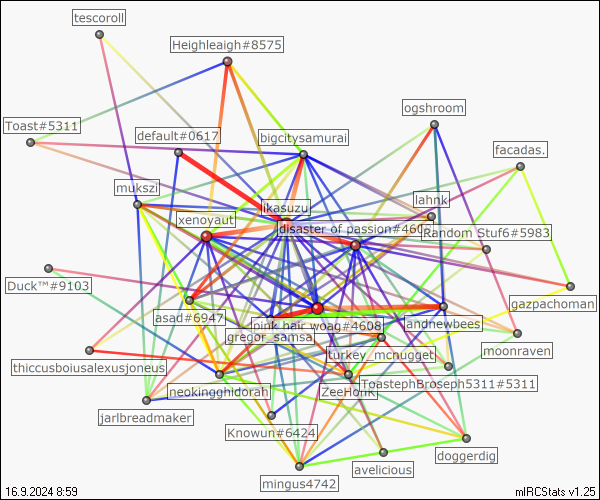 tescoroll
Heighleaigh#8575
ogshroom
Toast#5311
default#0617
bigcitysamurai
facadas.
mukszi
ikasuzu
lahnk
xenoyaut
disaster of passion#460
Random Stuf6#5983
Duck™#9103
gazpachoman
asad#6947
pink hair woag#4608
andnewbees
gregor_samsa
turkey_mcnugget
moonraven
thiccusboiusalexusjoneus
ToastephBroseph5311#5311
neokingghidorah
ZeeHonk
jarlbreadmaker
Knowun#6424
doggerdig
avelicious
mingus4742
16.9.2024 8:59
mIRCStats v1.25